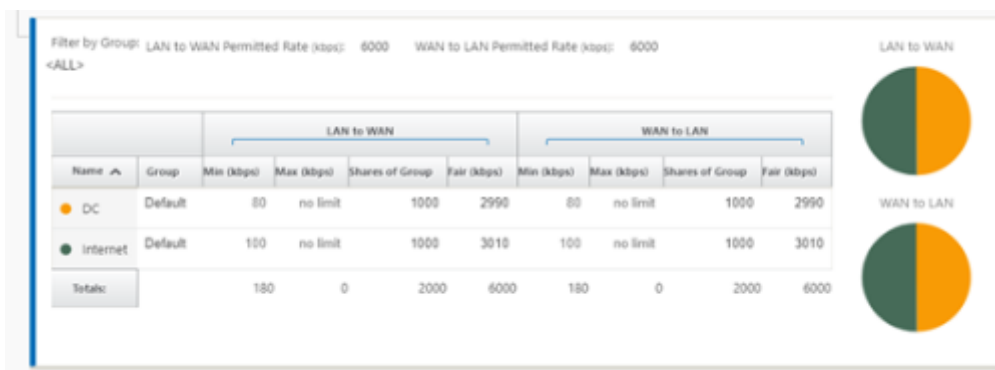 Filter by Group: LAN to WAN Permitted Rate (kbps): 6000 WAN to LAN Permitted Rate (kbps): 6000
<ALL>
LAN to WAN
LAN to WAN WAN to LAN
Name Group Min (kbps) Max (kbps) Shares of Group Fair (kbps) Min (kbps) Max (kbps) Shares of Group Fair (kbps)
DC Default 80 no limit 1000 2990 80 no limit 1000 2990
WAN to LAN
Internet Default 100 no limit 1000 3010 100 no limit 1000 3010
Totals: 180 0 2000 6000 180 0 2000 6000